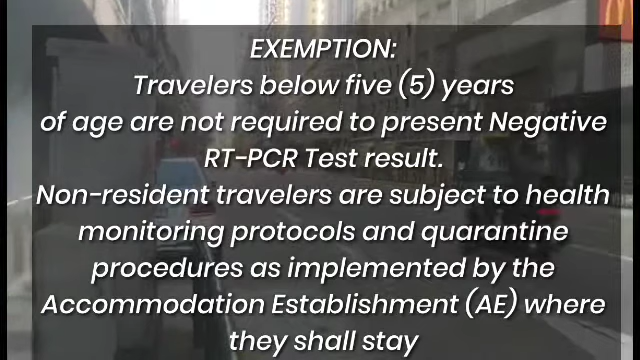 EXEMPTION:
Travelers below five (5) years
of age are not required to present Negative
RT-PCR Test result.
Non-resident travelers are subject to health
monitoring protocols and quarantine
procedures as implemented by the
Accommodation Establishment (AE) where
they shall stay